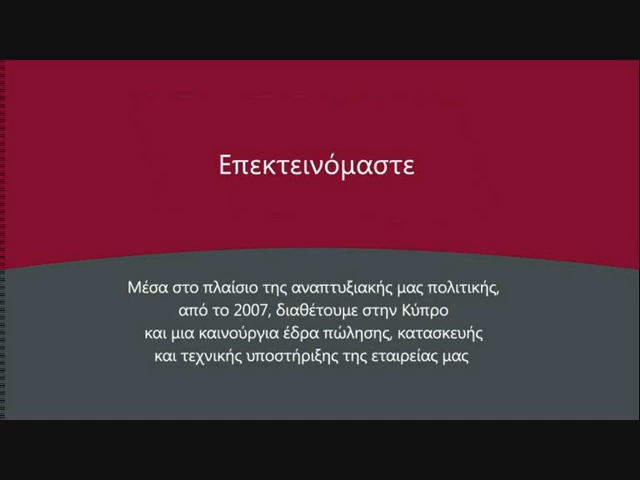 Επεκτεινόμαστε
Μέσα στο πλαίσιο της αναπτυξιακής μας πολιτικής,
από το 2007, διαθέτουμε στην Κύπρο
και μια καινούργια έδρα πώλησης, κατασκευής
και τεχνικής υποστήριξης της εταιρείας μας